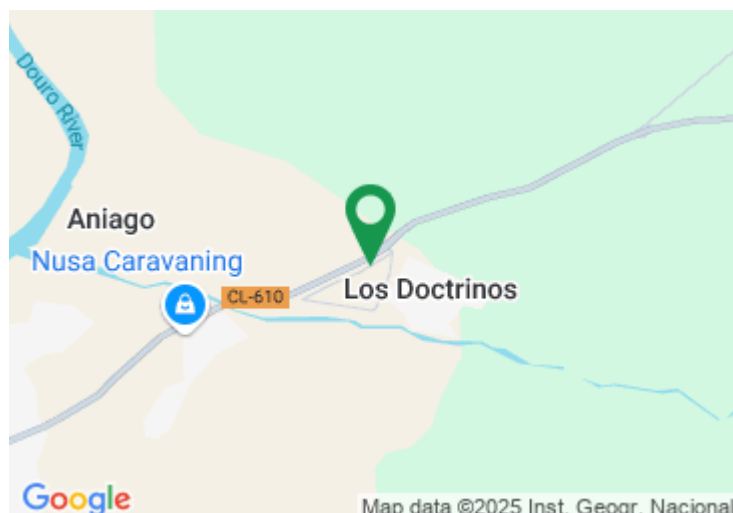 Douro River
Aniago
Nusa Caravaning
CL-610
Los Doctrinos
Google
Map data ©2025 Inst. Geogr. Nacional